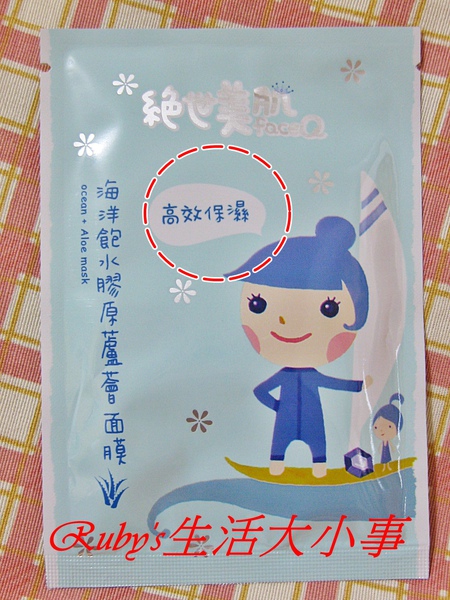 絕世美肌
faceQ
高效保濕
海洋飽水膠原蘆薈面膜
ocean + Aloe mask
Ruby's生活大小事